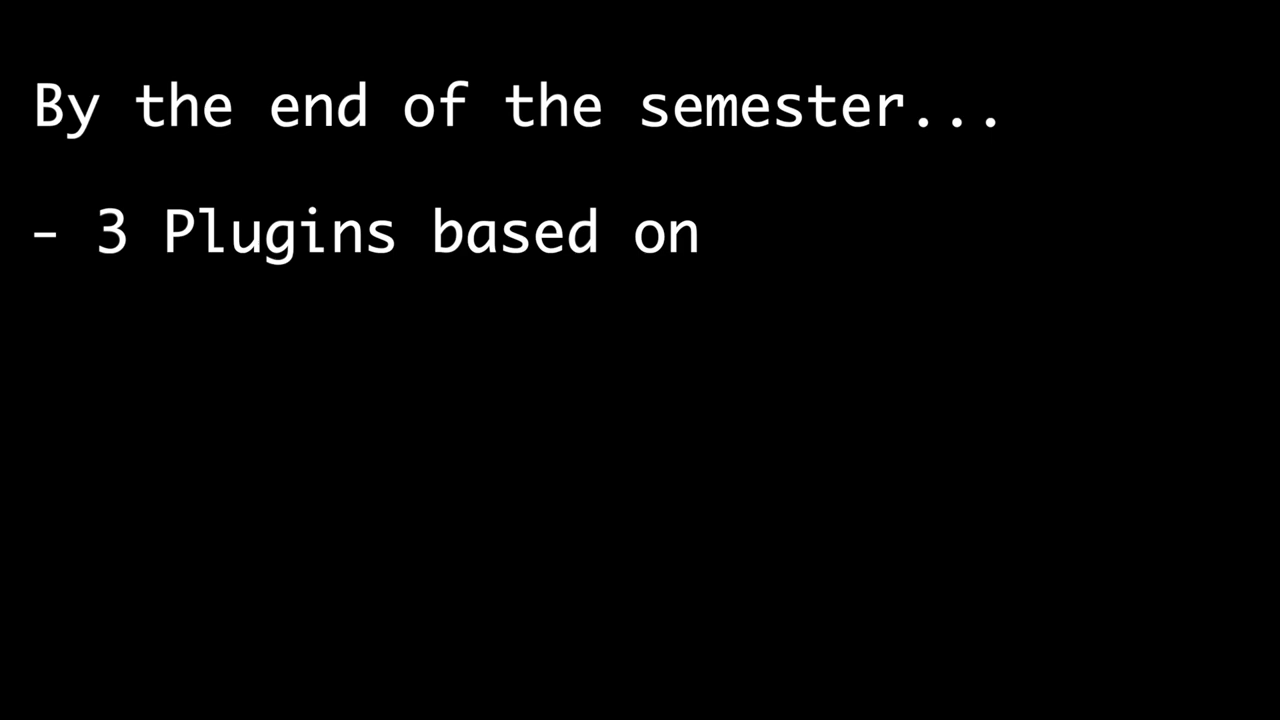 By the end of the semester...
- 3 Plugins based on